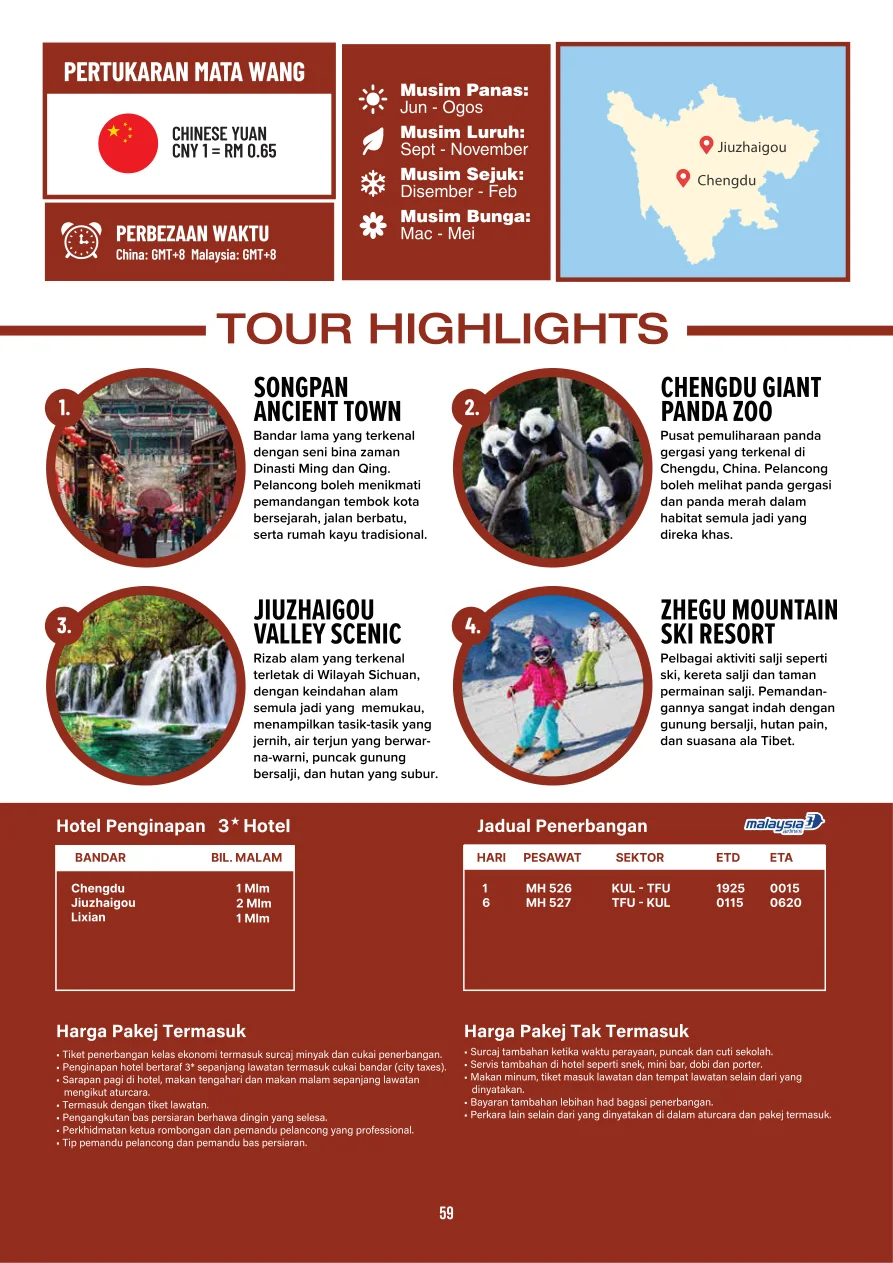 PERTUKARAN MATA WANG
CHINESE YUAN
CNY 1 = RM 0.65
PERBEZAAN WAKTU
China: GMT+8  Malaysia: GMT+8
Musim Panas:
Jun - Ogos
Musim Luruh:
Sept - November
Musim Sejuk:
Disember - Feb
Musim Bunga:
Mac - Mei
Jiuzhaigou
Chengdu
TOUR HIGHLIGHTS
1.
SONGPAN
ANCIENT TOWN
Bandar lama yang terkenal
dengan seni bina zaman
Dinasti Ming dan Qing.
Pelancong boleh menikmati
pemandangan tembok kota
bersejarah, jalan berbatu,
serta rumah kayu tradisional.
2.
CHENGDU GIANT
PANDA ZOO
Pusat pemuliharaan panda
gergasi yang terkenal di
Chengdu, China. Pelancong
boleh melihat panda gergasi
dan panda merah dalam
habitat semula jadi yang
direka khas.
3.
JIUZHAIGOU
VALLEY SCENIC
Rizab alam yang terkenal
terletak di Wilayah Sichuan,
dengan keindahan alam
semula jadi yang  memukau,
menampilkan tasik-tasik yang
jernih, air terjun yang berwar-
na-warni, puncak gunung
bersalji, dan hutan yang subur.
4.
ZHEGU MOUNTAIN
SKI RESORT
Pelbagai aktiviti salji seperti
ski, kereta salji dan taman
permainan salji. Pemandan-
gannya sangat indah dengan
gunung bersalji, hutan pain,
dan suasana ala Tibet.
Hotel Penginapan   3★ Hotel
BANDAR   BIL. MALAM
Chengdu   1 Mlm
Jiuzhaigou   2 Mlm
Lixian   1 Mlm
Jadual Penerbangan
malaysia
airlines
HARI   PESAWAT   SEKTOR   ETD   ETA
1   MH 526   KUL - TFU   1925   0015
6   MH 527   TFU - KUL   0115   0620
Harga Pakej Termasuk
• Tiket penerbangan kelas ekonomi termasuk surcaj minyak dan cukai penerbangan.
• Penginapan hotel bertaraf 3* sepanjang lawatan termasuk cukai bandar (city taxes).
• Sarapan pagi di hotel, makan tengahari dan makan malam sepanjang lawatan
mengikut aturcara.
• Termasuk dengan tiket lawatan.
• Pengangkutan bas persiaran berhawa dingin yang selesa.
• Perkhidmatan ketua rombongan dan pemandu pelancong yang professional.
• Tip pemandu pelancong dan pemandu bas persiaran.
Harga Pakej Tak Termasuk
• Surcaj tambahan ketika waktu perayaan, puncak dan cuti sekolah.
• Servis tambahan di hotel seperti snek, mini bar, dobi dan porter.
• Makan minum, tiket masuk lawatan dan tempat lawatan selain dari yang
dinyatakan.
• Bayaran tambahan lebihan had bagasi penerbangan.
• Perkara lain selain dari yang dinyatakan di dalam aturcara dan pakej termasuk.
59